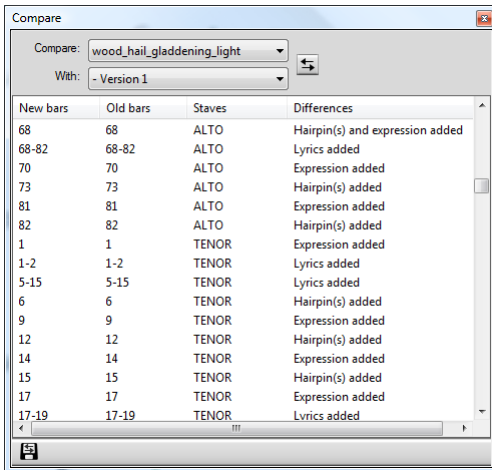 Compare
Compare: wood_hail_gladdening_light
With: - Version 1
New bars Old bars Staves Differences
68 68 ALTO Hairpin(s) and expression added
68-82 68-82 ALTO Lyrics added
70 70 ALTO Expression added
73 73 ALTO Hairpin(s) added
81 81 ALTO Expression added
82 82 ALTO Hairpin(s) added
1 1 TENOR Expression added
1-2 1-2 TENOR Lyrics added
5-15 5-15 TENOR Lyrics added
6 6 TENOR Hairpin(s) added
9 9 TENOR Expression added
12 12 TENOR Hairpin(s) added
14 14 TENOR Expression added
15 15 TENOR Hairpin(s) added
17 17 TENOR Expression added
17-19 17-19 TENOR Lyrics added